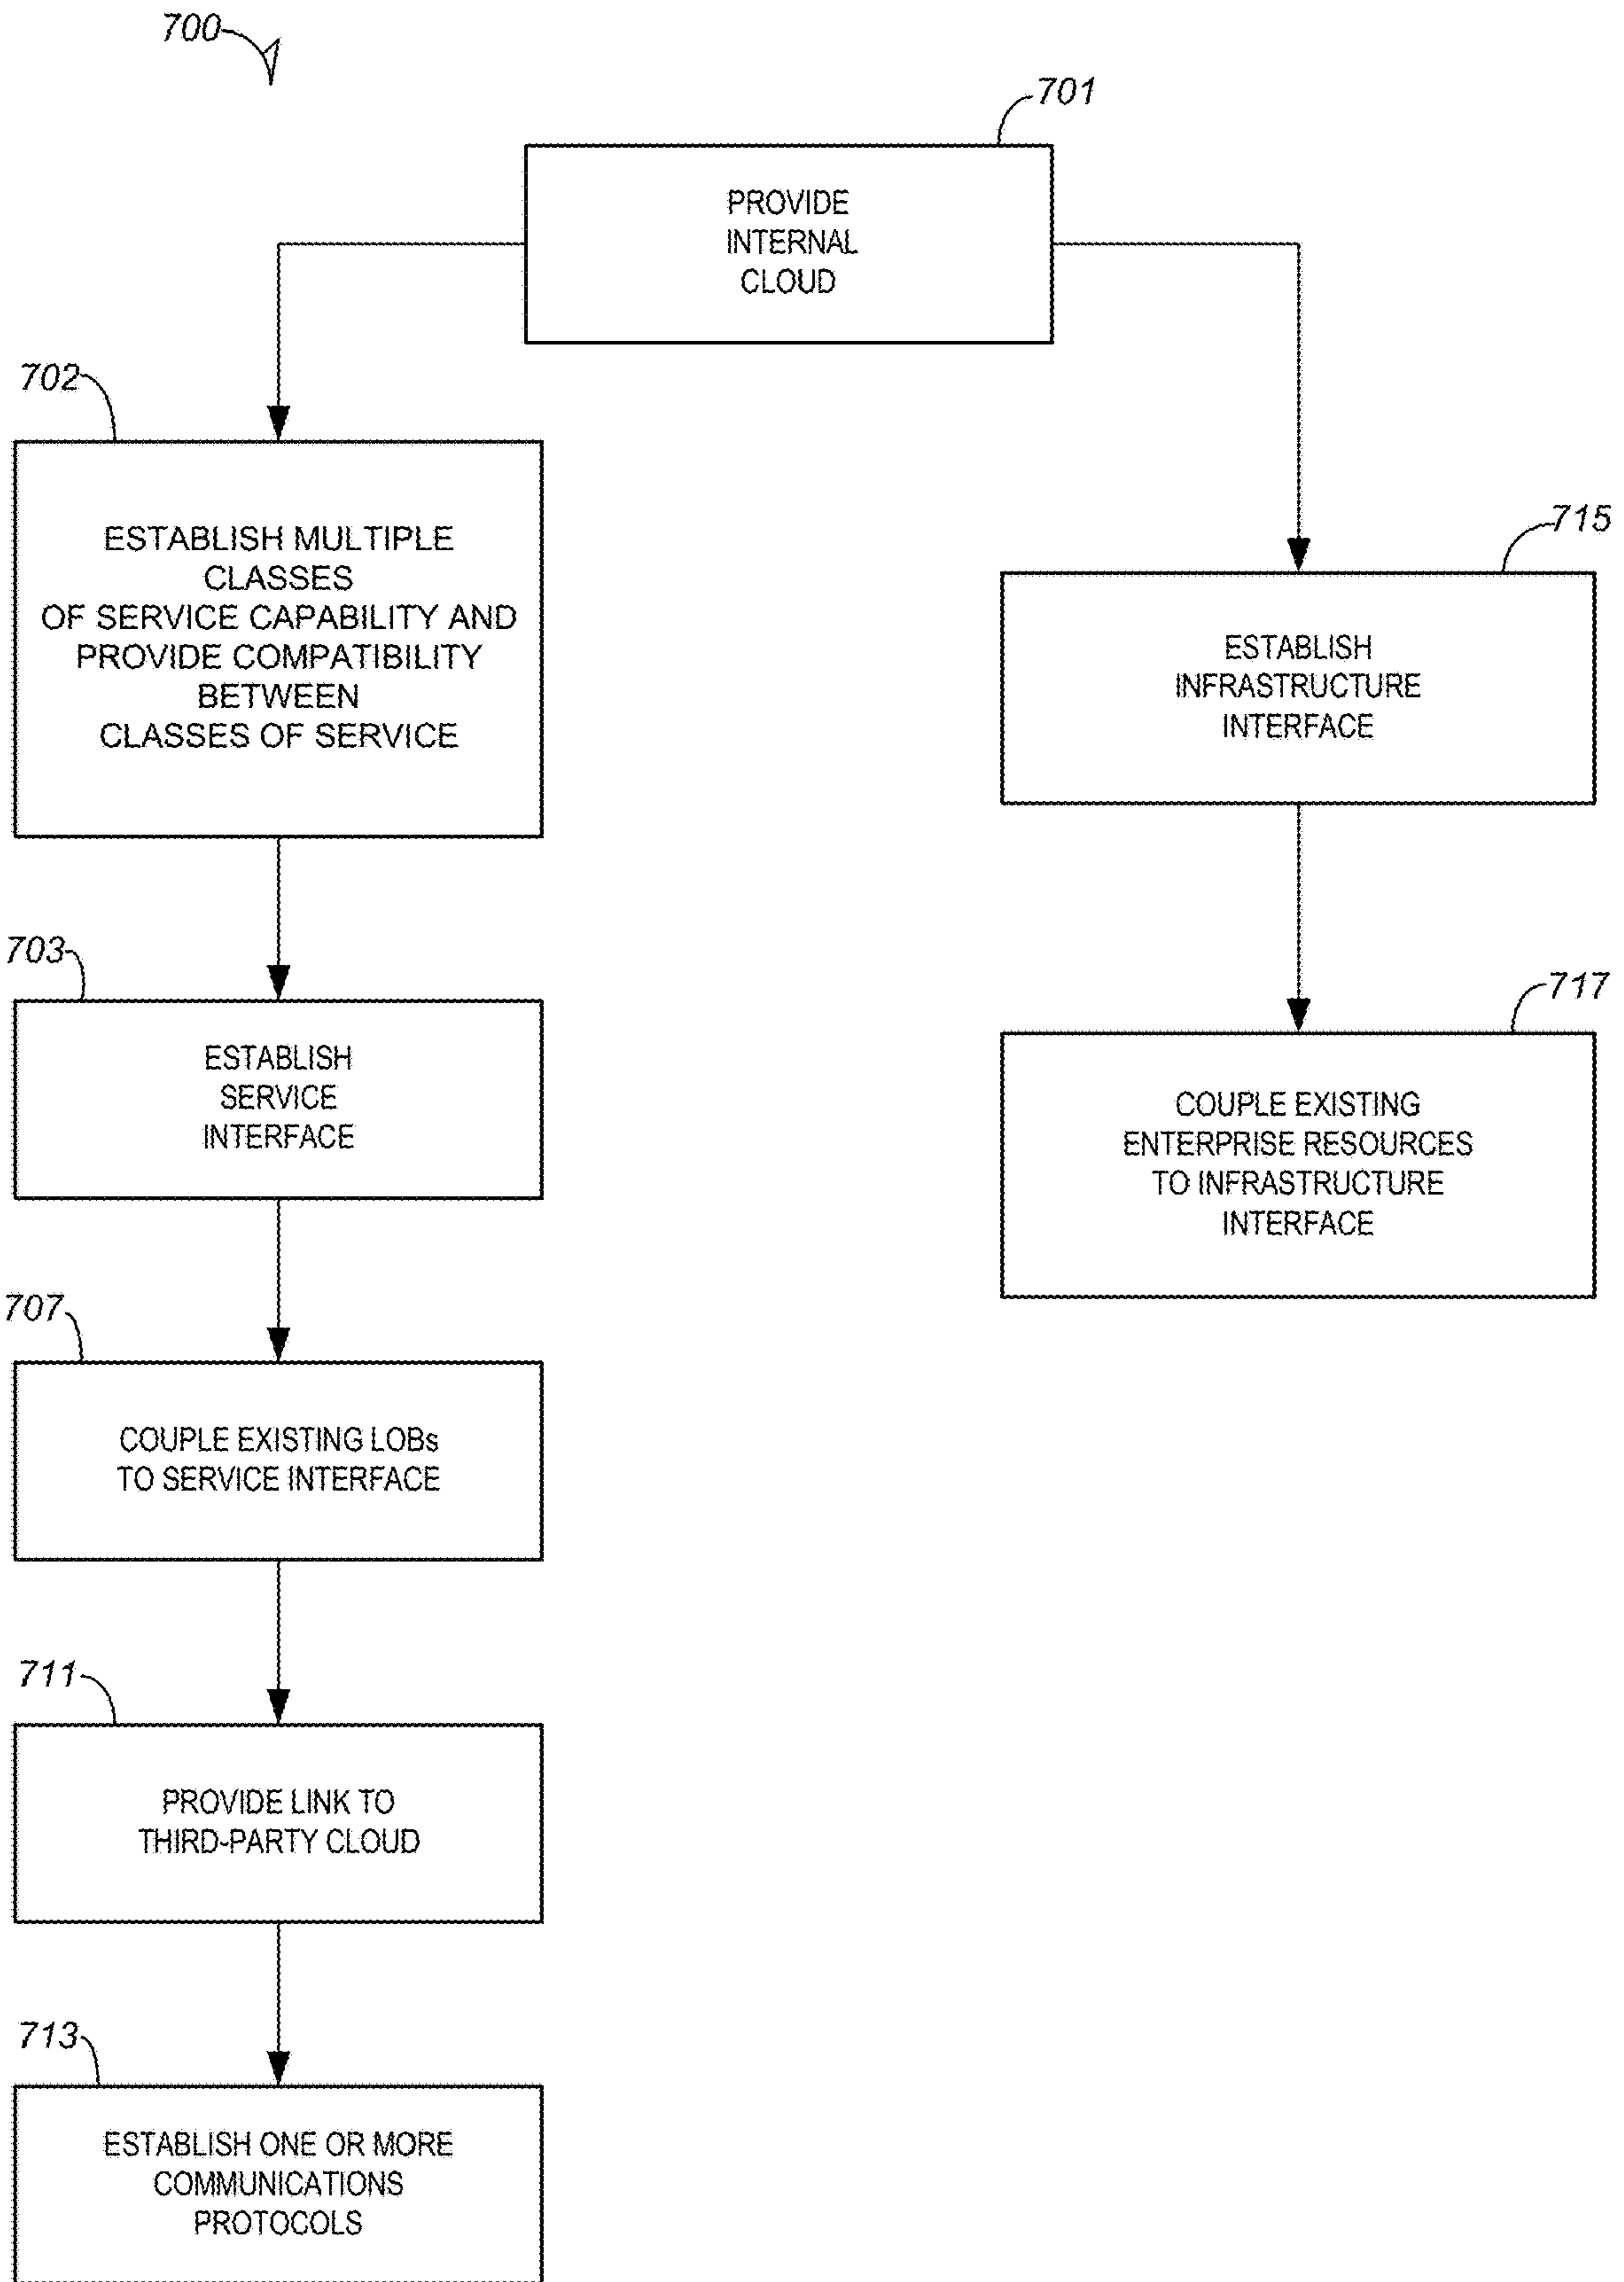 700
701
PROVIDE
INTERNAL
CLOUD
702
ESTABLISH MULTIPLE
CLASSES
OF SERVICE CAPABILITY AND
PROVIDE COMPATIBILITY
BETWEEN
CLASSES OF SERVICE
715
ESTABLISH
INFRASTRUCTURE
INTERFACE
703
ESTABLISH
SERVICE
INTERFACE
717
COUPLE EXISTING
ENTERPRISE RESOURCES
TO INFRASTRUCTURE
INTERFACE
707
COUPLE EXISTING LOBs
TO SERVICE INTERFACE
711
PROVIDE LINK TO
THIRD-PARTY CLOUD
713
ESTABLISH ONE OR MORE
COMMUNICATIONS
PROTOCOLS